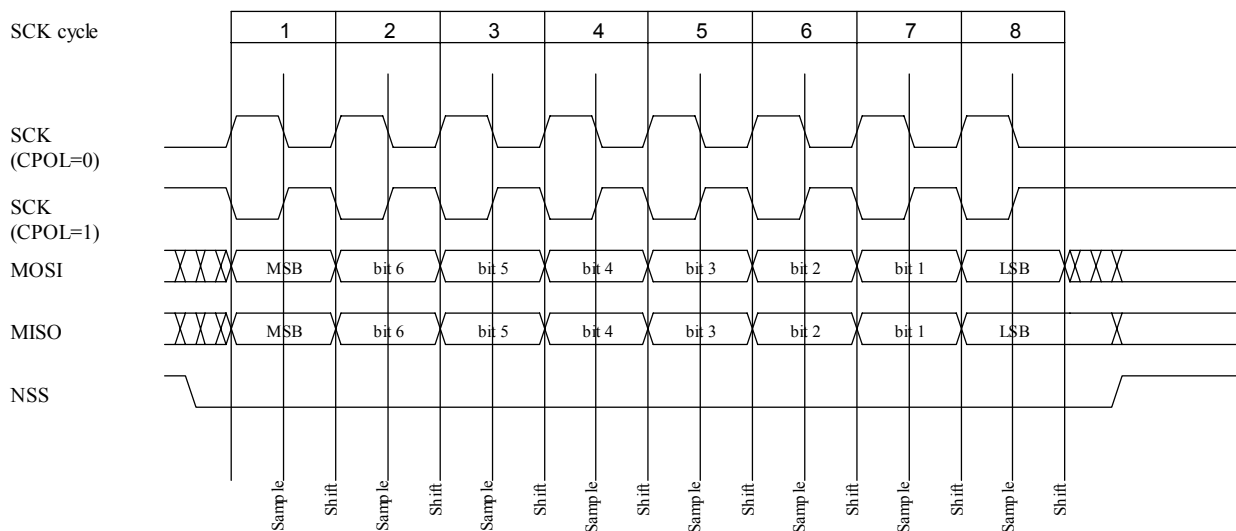 SCK cycle 1 2 3 4 5 6 7 8
SCK
(CPOL=0)
SCK
(CPOL=1)
MOSI MSB bit 6 bit 5 bit 4 bit 3 bit 2 bit 1 LSB
MISO MSB bit 6 bit 5 bit 4 bit 3 bit 2 bit 1 LSB
NSS
Sample Shift Sample Shift Sample Shift Sample Shift Sample Shift Sample Shift Sample Shift Sample Shift